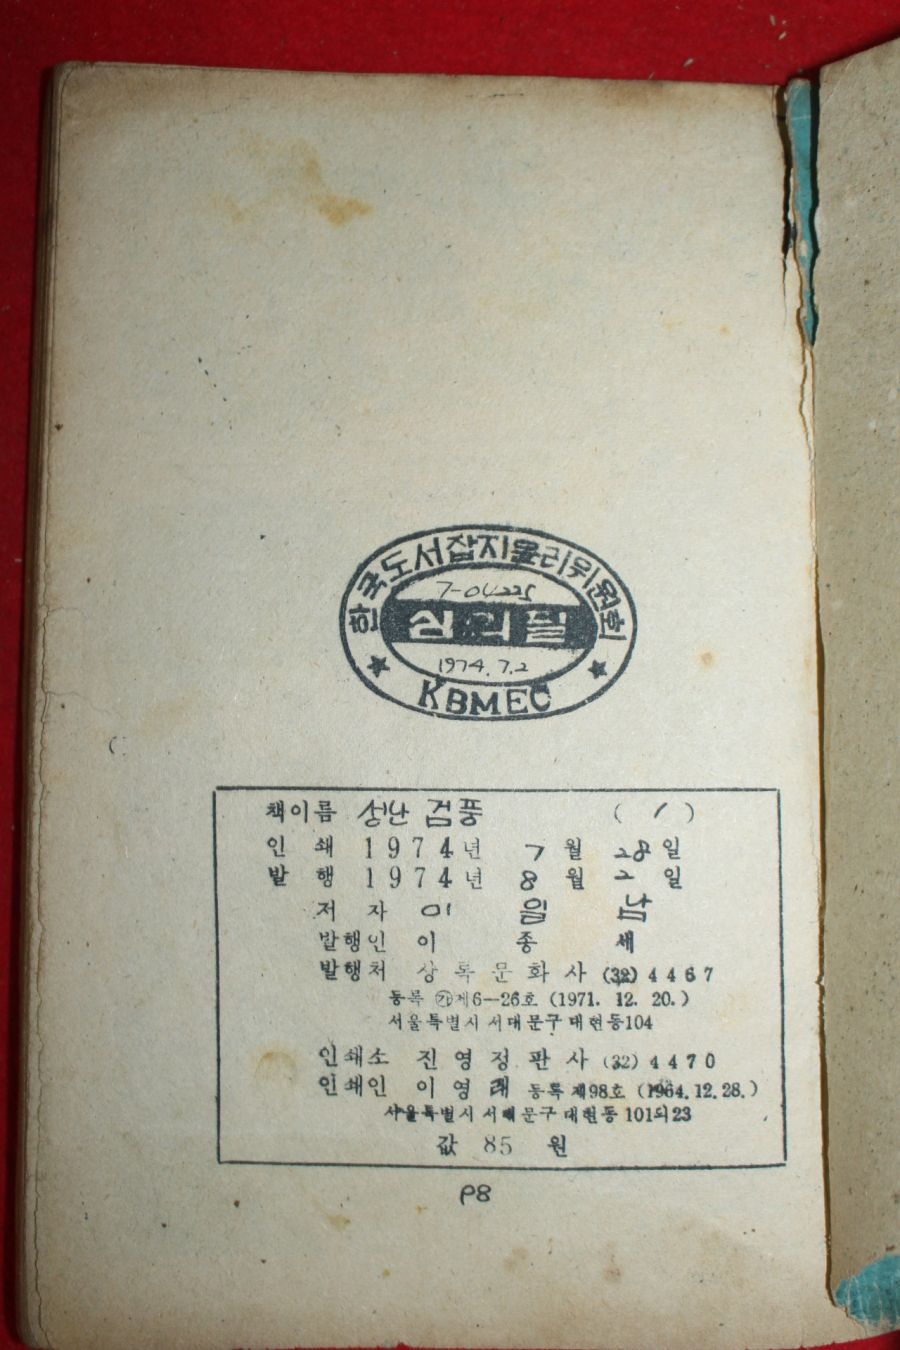 한국도서잡지윤리위원회
7-04225
심의필
1974.7.2
KBMEC
책이름 성난 검풍 ( 1 )
인 쇄 1974년 7월 28일
발 행 1974년 8월 2일
저 자 이 남
발행인 이 종 세
발행처 상록문화사 (32) 4467
등록 ㉮제6—26호 (1971. 12. 20.)
서울특별시 서대문구 대현동104
인쇄소 진영정판사 (32) 4470
인쇄인 이영래 등록 제98호 (1964. 12. 28.)
서울특별시 서대문구 대현동 101의23
값 85 원
P8